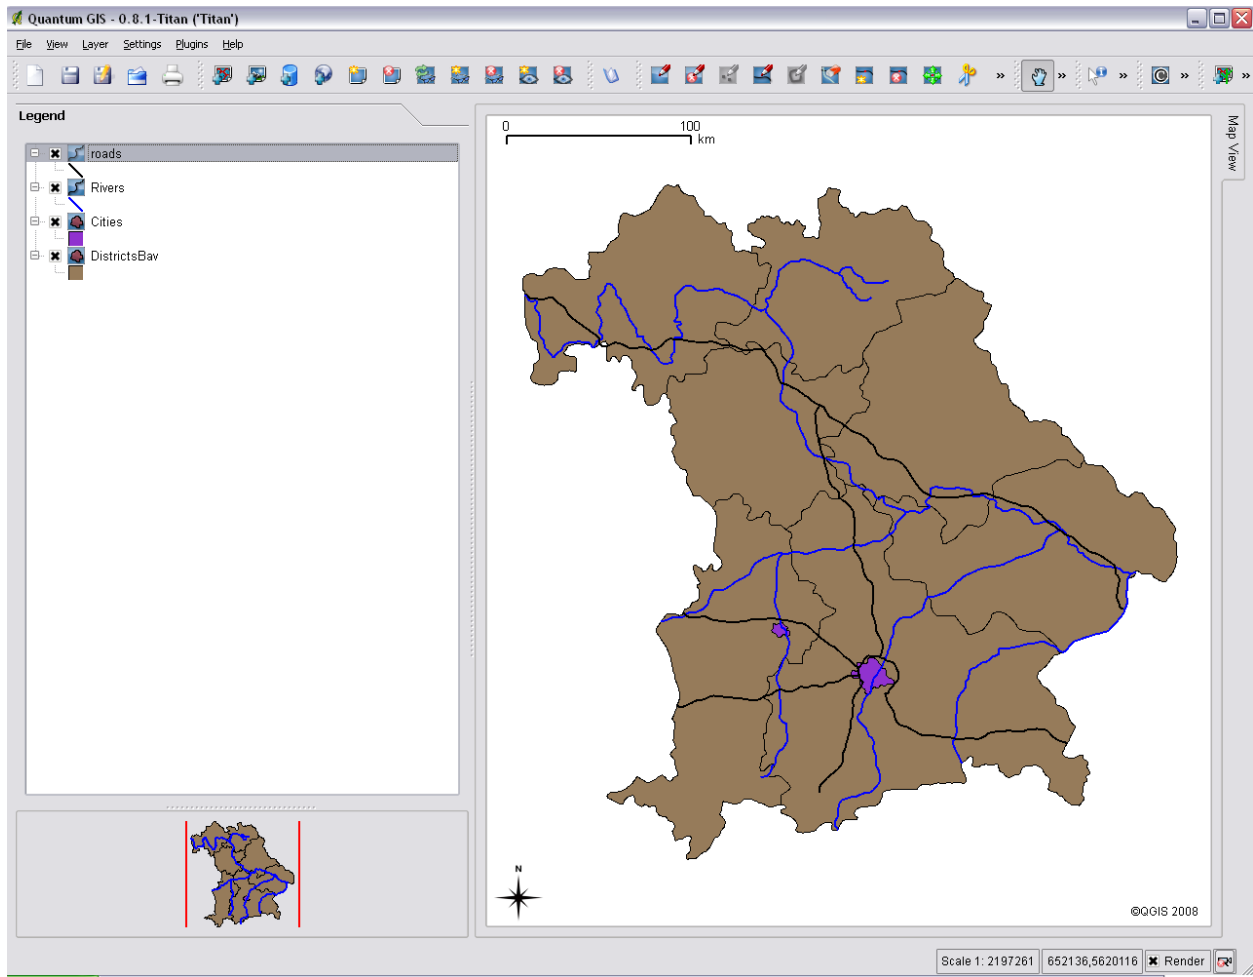 Quantum GIS - 0.8.1-Titan ('Titan')
File View Layer Settings Plugins Help
Legend
roads
Rivers
Cities
DistrictsBav
0 100
km
Map View
N
©QGIS 2008
Scale 1: 2197261 652136,5620116 Render